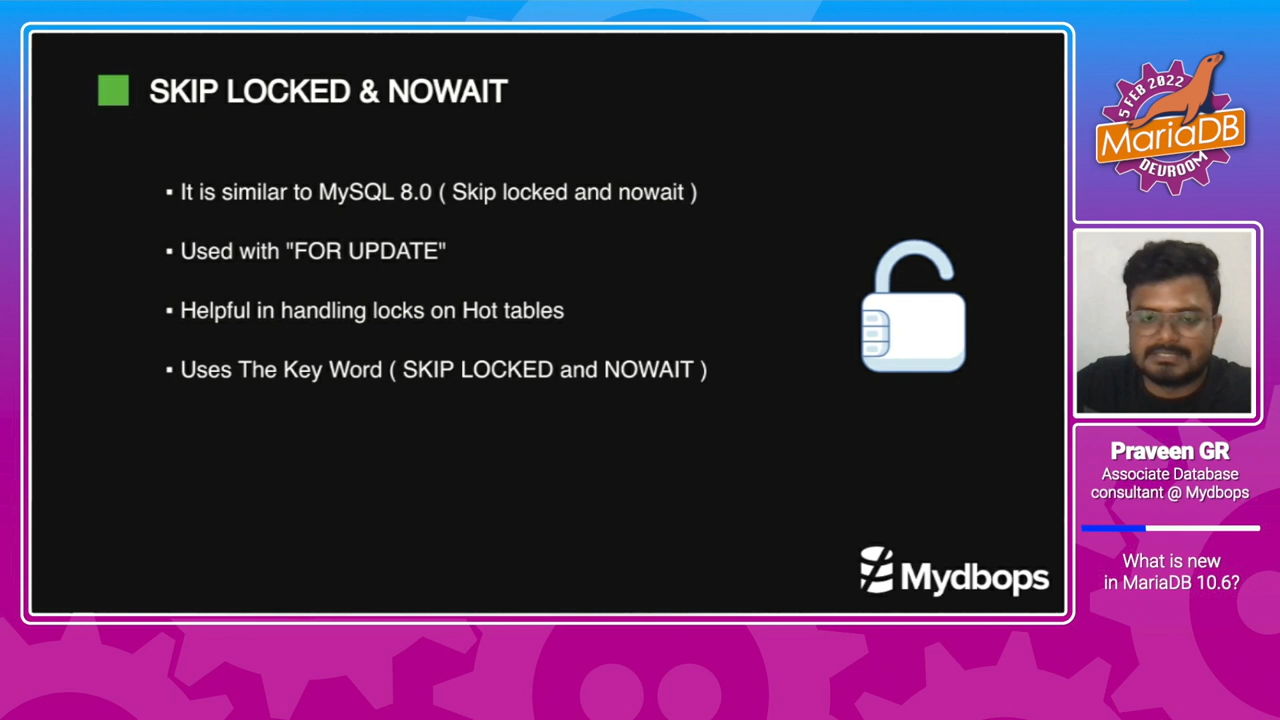 SKIP LOCKED & NOWAIT
▪ It is similar to MySQL 8.0 ( Skip locked and nowait )
▪ Used with "FOR UPDATE"
▪ Helpful in handling locks on Hot tables
▪ Uses The Key Word ( SKIP LOCKED and NOWAIT )
Mydbops
5 FEB 2022
MariaDB
DEVROOM
Praveen GR
Associate Database
consultant @ Mydbops
What is new
in MariaDB 10.6?